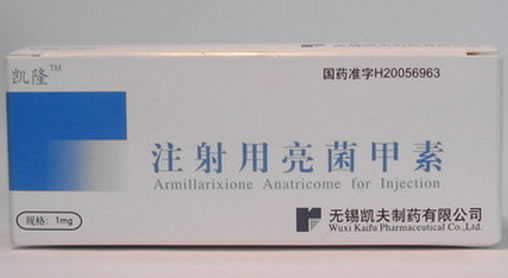 凯隆™
国药准字H20056963
注射用亮菌甲素
Armillarixione Anatricome for Injection
规格：1mg
无锡凯夫制药有限公司
Wuxi Kaifu Pharmaceutical Co.,Ltd.